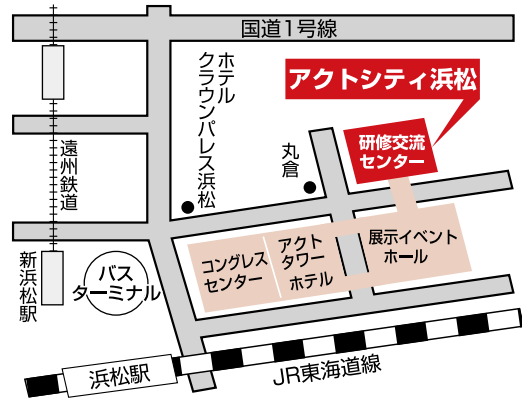 国道1号線
アクトシティ浜松
ホテル
クラウンパレス浜松
研修交流
センター
丸倉
遠州鉄道
展示イベント
ホール
アクト
タワー
ホテル
コングレス
センター
新浜松駅
バス
ターミナル
浜松駅
JR東海道線